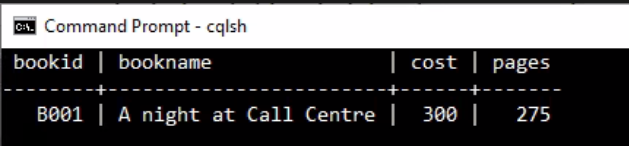 Command Prompt - cqlsh
bookid | bookname | cost | pages
--------+------------------------+------+-------
B001 | A night at Call Centre | 300 | 275